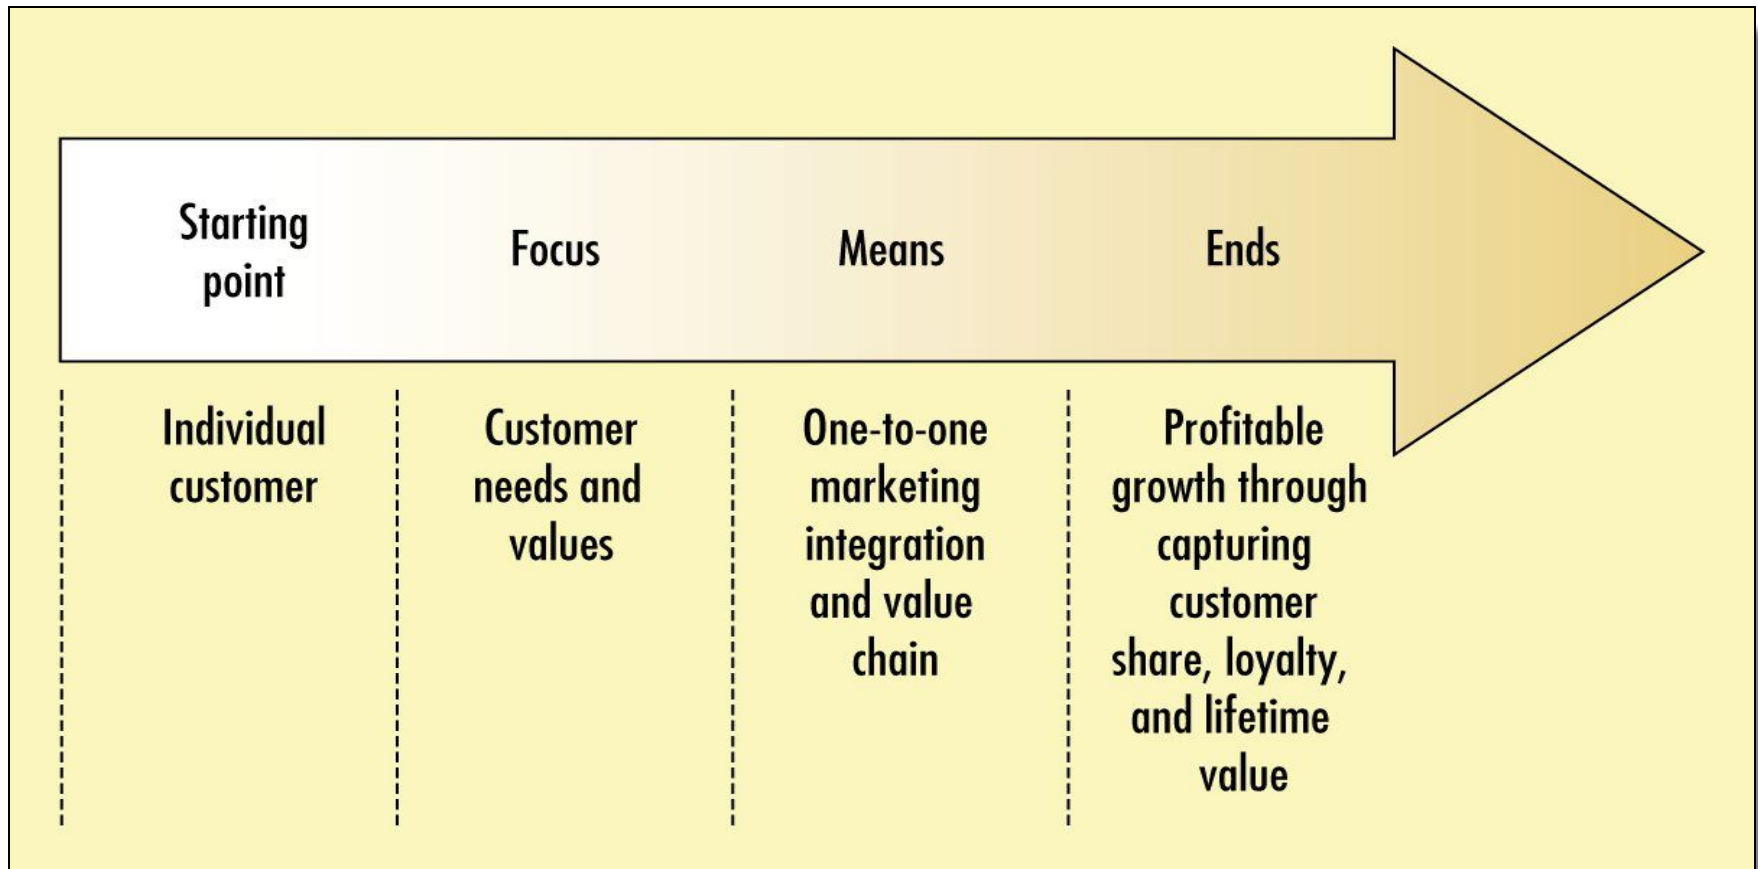 Starting
point
Focus
Means
Ends
Individual
customer
Customer
needs and
values
One-to-one
marketing
integration
and value
chain
Profitable
growth through
capturing
customer
share, loyalty,
and lifetime
value